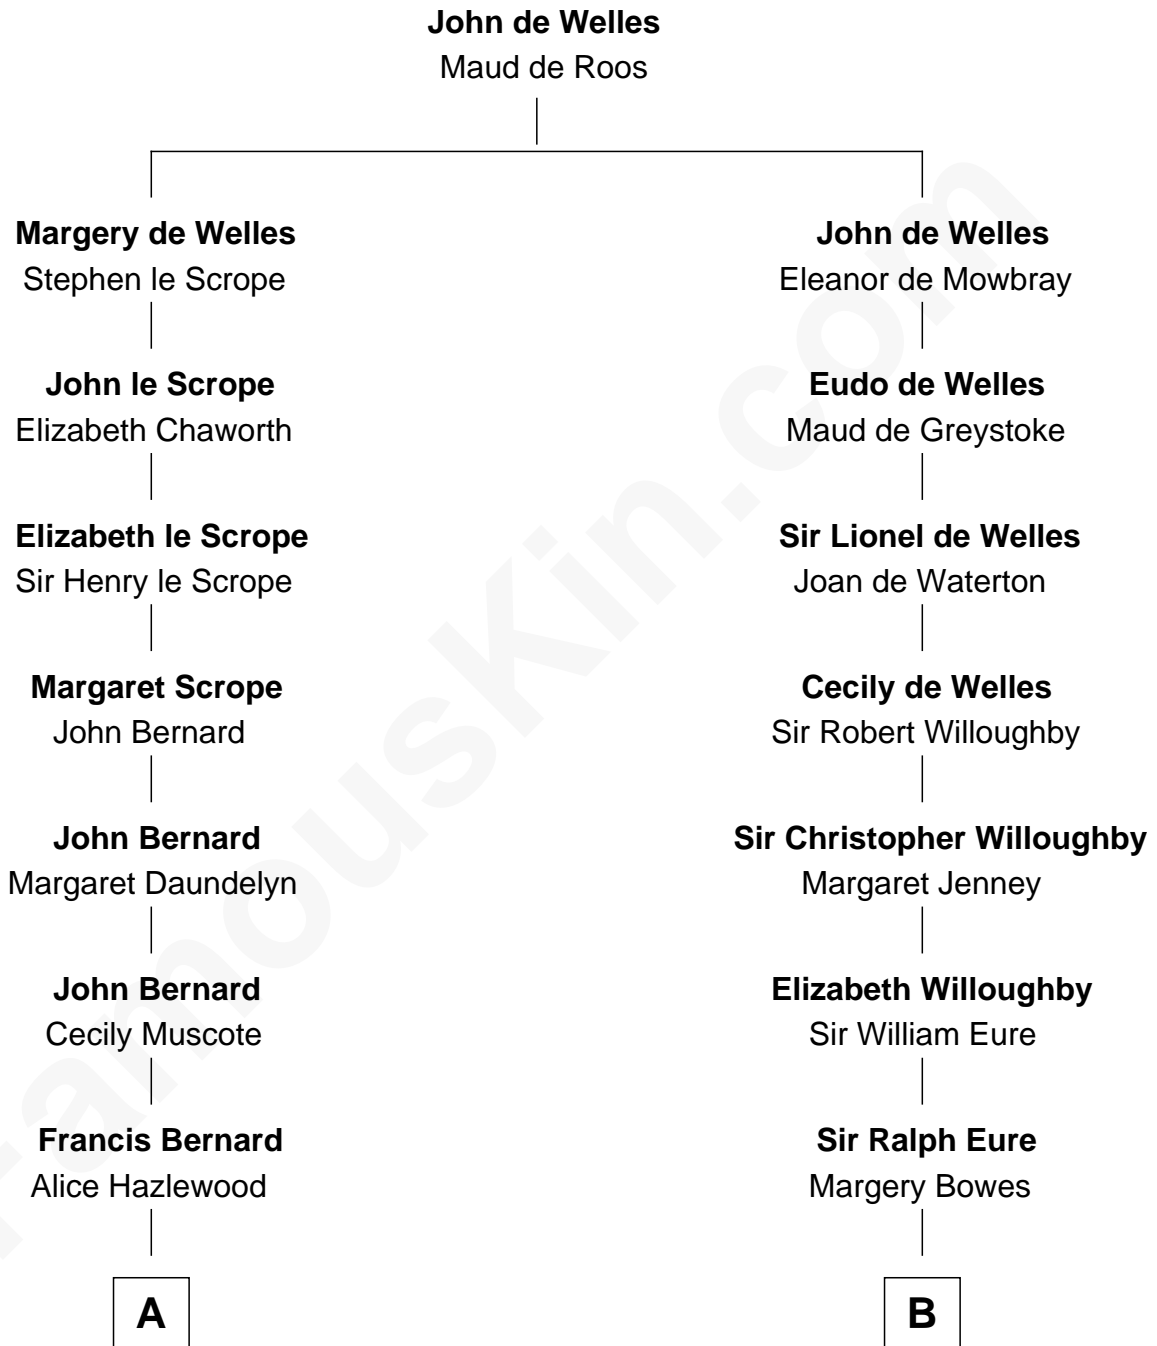 John de Welles
Maud de Roos
Margery de Welles
Stephen le Scrope
John le Scrope
Elizabeth Chaworth
Elizabeth le Scrope
Sir Henry le Scrope
Margaret Scrope
John Bernard
John Bernard
Margaret Daundelyn
John Bernard
Cecily Muscote
Francis Bernard
Alice Hazlewood
A
John de Welles
Eleanor de Mowbray
Eudo de Welles
Maud de Greystoke
Sir Lionel de Welles
Joan de Waterton
Cecily de Welles
Sir Robert Willoughby
Sir Christopher Willoughby
Margaret Jenney
Elizabeth Willoughby
Sir William Eure
Sir Ralph Eure
Margery Bowes
B
FamousKin.com